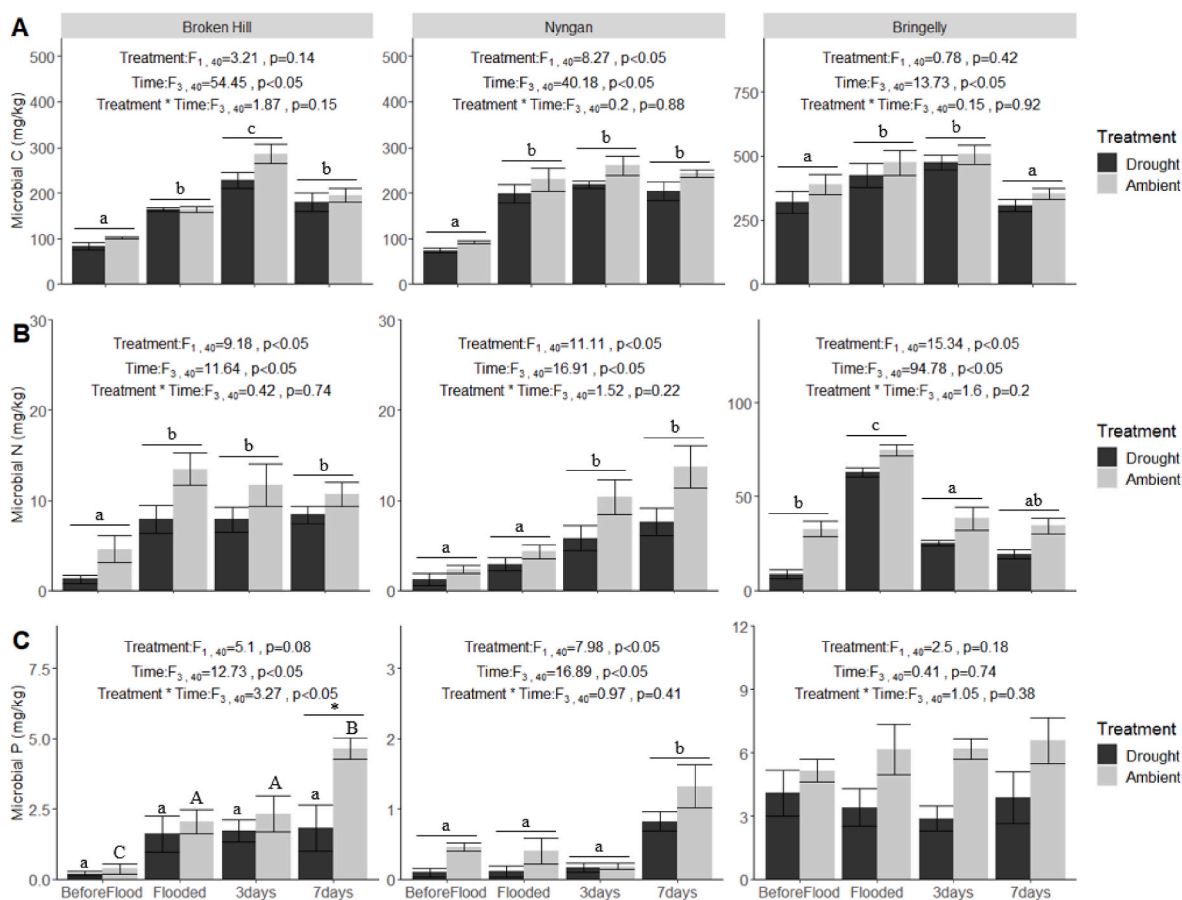 A
Broken Hill
Nyngan
Bringelly
Microbial C (mg/kg)
500
400
300
200
100
0
Treatment:F1, 40=3.21 , p=0.14
Time:F3, 40=54.45 , p<0.05
Treatment * Time:F3, 40=1.87 , p=0.15
a
b
c
b
500
400
300
200
100
0
Treatment:F1, 40=8.27 , p<0.05
Time:F3, 40=40.18 , p<0.05
Treatment * Time:F3, 40=0.2 , p=0.88
a
b
b
b
750
500
250
0
Treatment:F1, 40=0.78 , p=0.42
Time:F3, 40=13.73 , p<0.05
Treatment * Time:F3, 40=0.15 , p=0.92
a
b
b
a
Treatment
Drought
Ambient
B
Microbial N (mg/kg)
30
20
10
0
Treatment:F1, 40=9.18 , p<0.05
Time:F3, 40=11.64 , p<0.05
Treatment * Time:F3, 40=0.42 , p=0.74
a
b
b
b
30
20
10
0
Treatment:F1, 40=11.11 , p<0.05
Time:F3, 40=16.91 , p<0.05
Treatment * Time:F3, 40=1.52 , p=0.22
a
a
b
b
100
50
0
Treatment:F1, 40=15.34 , p<0.05
Time:F3, 40=94.78 , p<0.05
Treatment * Time:F3, 40=1.6 , p=0.2
b
c
a
ab
Treatment
Drought
Ambient
C
Microbial P (mg/kg)
7.5
5.0
2.5
0.0
Treatment:F1, 40=5.1 , p=0.08
Time:F3, 40=12.73 , p<0.05
Treatment * Time:F3, 40=3.27 , p<0.05
*
a
C
a
A
a
A
a
B
BeforeFlood
Flooded
3days
7days
3
2
1
0
Treatment:F1, 40=7.98 , p<0.05
Time:F3, 40=16.89 , p<0.05
Treatment * Time:F3, 40=0.97 , p=0.41
a
a
a
b
BeforeFlood
Flooded
3days
7days
12
9
6
3
0
Treatment:F1, 40=2.5 , p=0.18
Time:F3, 40=0.41 , p=0.74
Treatment * Time:F3, 40=1.05 , p=0.38
BeforeFlood
Flooded
3days
7days
Treatment
Drought
Ambient